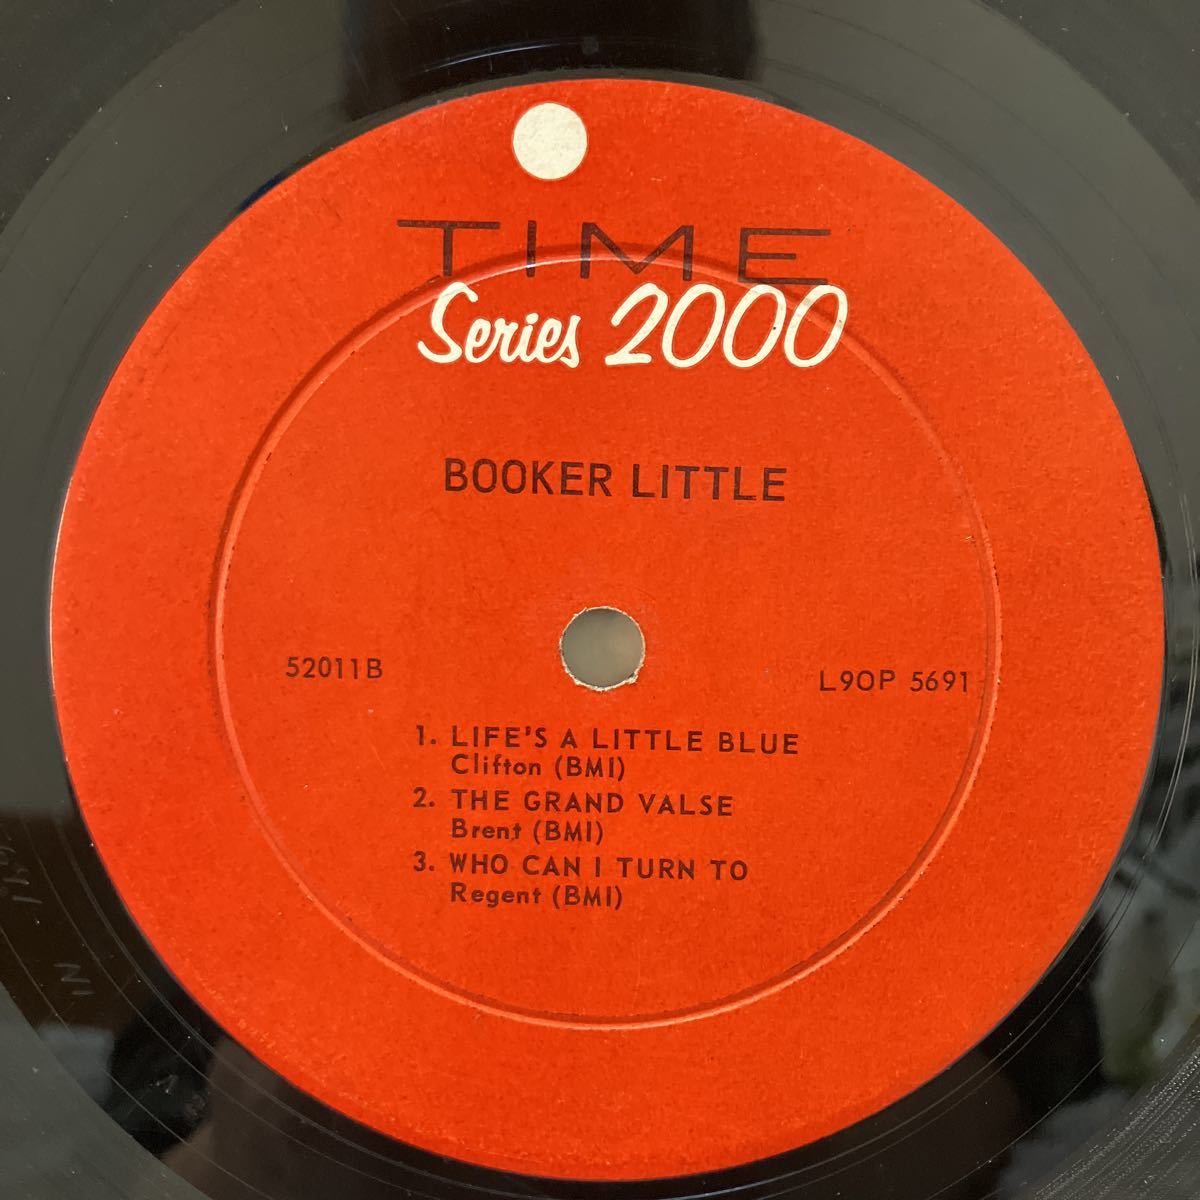 TIME
Series 2000
BOOKER LITTLE
52011B
L9OP 5691
1. LIFE'S A LITTLE BLUE
Clifton (BMI)
2. THE GRAND VALSE
Brent (BMI)
3. WHO CAN I TURN TO
Regent (BMI)